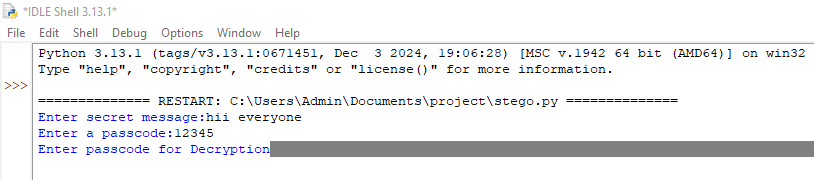 *IDLE Shell 3.13.1*
File Edit Shell Debug Options Window Help
Python 3.13.1 (tags/v3.13.1:0671451, Dec  3 2024, 19:06:28) [MSC v.1942 64 bit (AMD64)] on win32
Type "help", "copyright", "credits" or "license()" for more information.
>>>
============== RESTART: C:\Users\Admin\Documents\project\stego.py ==============
Enter secret message:hii everyone
Enter a passcode:12345
Enter passcode for Decryption